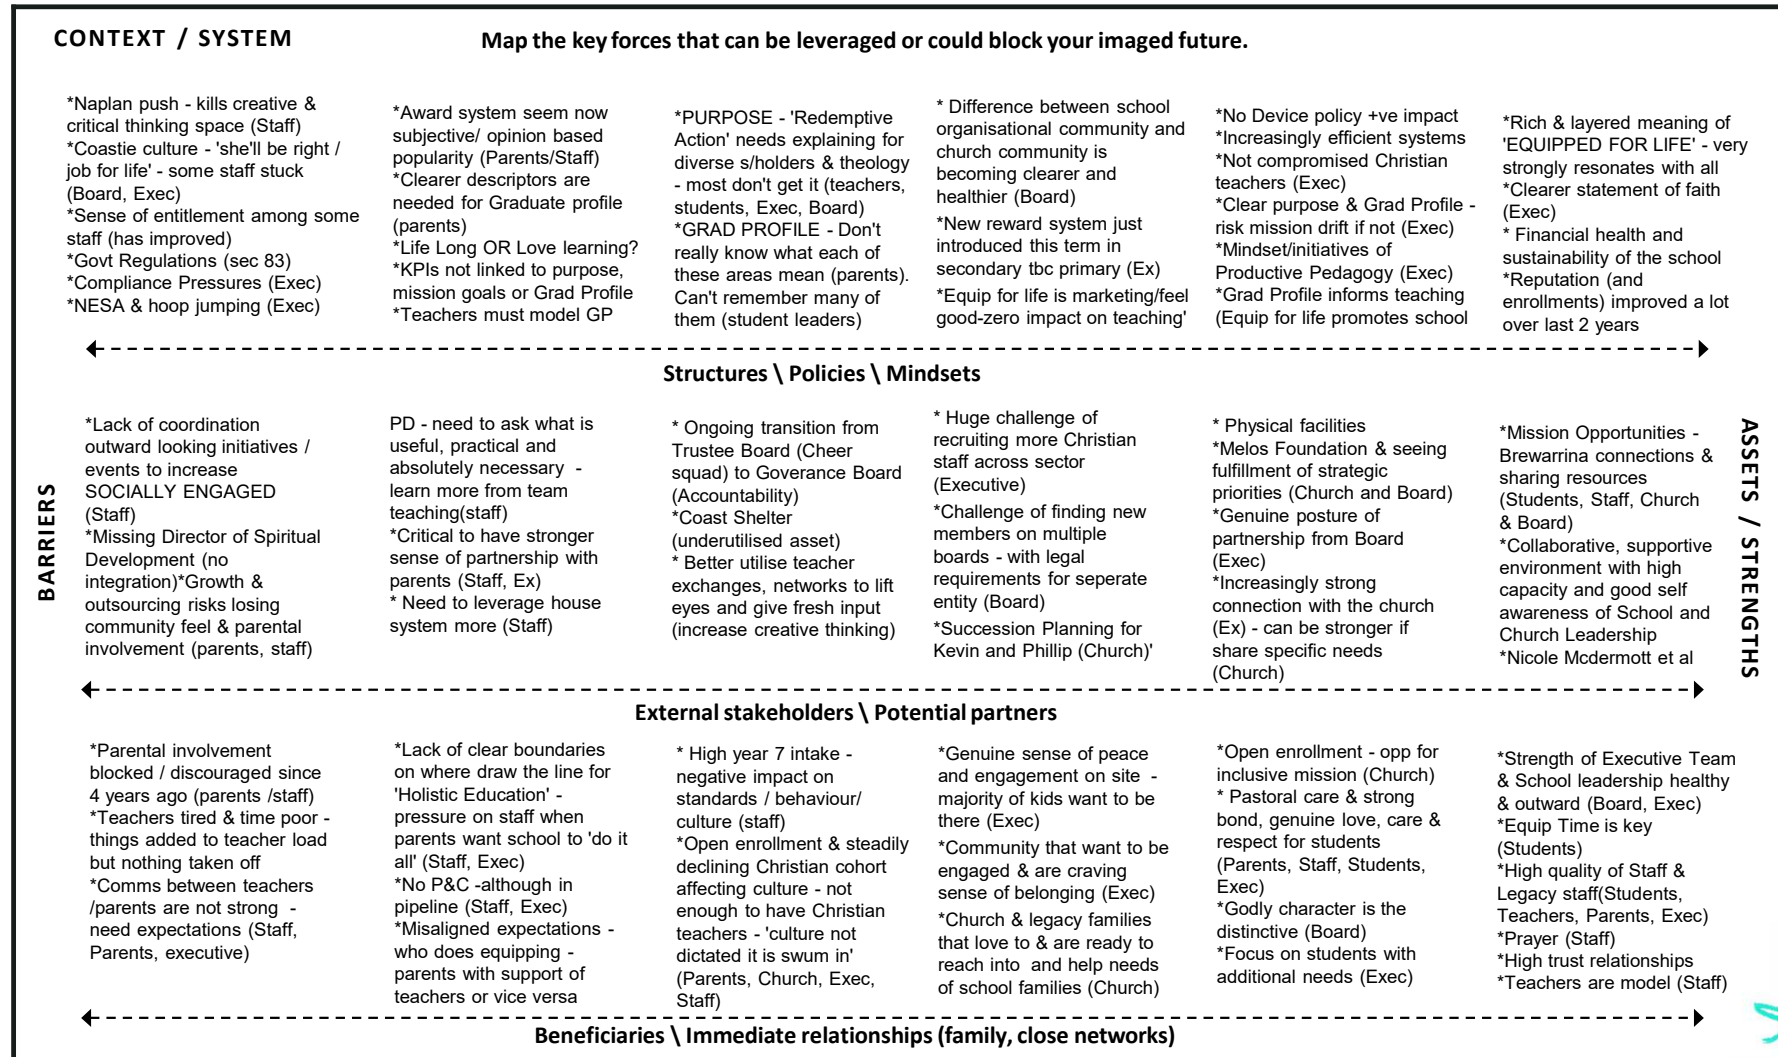 CONTEXT / SYSTEM
Map the key forces that can be leveraged or could block your imaged future.
*Naplan push - kills creative &
critical thinking space (Staff)
*Coastie culture - 'she'll be right /
job for life' - some staff stuck
(Board, Exec)
*Sense of entitlement among some
staff (has improved)
*Govt Regulations (sec 83)
*Compliance Pressures (Exec)
*NESA & hoop jumping (Exec)
*Award system seem now
subjective/ opinion based
popularity (Parents/Staff)
*Clearer descriptors are
needed for Graduate profile
(parents)
*Life Long OR Love learning?
*KPIs not linked to purpose,
mission goals or Grad Profile
*Teachers must model GP
*PURPOSE - 'Redemptive
Action' needs explaining for
diverse s/holders & theology
- most don't get it (teachers,
students, Exec, Board)
*GRAD PROFILE - Don't
really know what each of
these areas mean (parents).
Can't remember many of
them (student leaders)
* Difference between school
organisational community and
church community is
becoming clearer and
healthier (Board)
*New reward system just
introduced this term in
secondary tbc primary (Ex)
*Equip for life is marketing/feel
good-zero impact on teaching'
*No Device policy +ve impact
*Increasingly efficient systems
*Not compromised Christian
teachers (Exec)
*Clear purpose & Grad Profile -
risk mission drift if not (Exec)
*Mindset/initiatives of
Productive Pedagogy (Exec)
*Grad Profile informs teaching
(Equip for life promotes school
*Rich & layered meaning of
'EQUIPPED FOR LIFE' - very
strongly resonates with all
*Clearer statement of faith
(Exec)
* Financial health and
sustainability of the school
*Reputation (and
enrollments) improved a lot
over last 2 years
Structures \ Policies \ Mindsets
BARRIERS
*Lack of coordination
outward looking initiatives /
events to increase
SOCIALLY ENGAGED
(Staff)
*Missing Director of Spiritual
Development (no
integration)*Growth &
outsourcing risks losing
community feel & parental
involvement (parents, staff)
PD - need to ask what is
useful, practical and
absolutely necessary -
learn more from team
teaching(staff)
*Critical to have stronger
sense of partnership with
parents (Staff, Ex)
* Need to leverage house
system more (Staff)
* Ongoing transition from
Trustee Board (Cheer
squad) to Goverance Board
(Accountability)
*Coast Shelter
(underutilised asset)
* Better utilise teacher
exchanges, networks to lift
eyes and give fresh input
(increase creative thinking)
* Huge challenge of
recruiting more Christian
staff across sector
(Executive)
*Challenge of finding new
members on multiple
boards - with legal
requirements for seperate
entity (Board)
*Succession Planning for
Kevin and Phillip (Church)'
* Physical facilities
*Melos Foundation & seeing
fulfillment of strategic
priorities (Church and Board)
*Genuine posture of
partnership from Board
(Exec)
*Increasingly strong
connection with the church
(Ex) - can be stronger if
share specific needs
(Church)
*Mission Opportunities -
Brewarrina connections &
sharing resources
(Students, Staff, Church
& Board)
*Collaborative, supportive
environment with high
capacity and good self
awareness of School and
Church Leadership
*Nicole Mcdermott et al
ASSETS / STRENGTHS
External stakeholders \ Potential partners
*Parental involvement
blocked / discouraged since
4 years ago (parents /staff)
*Teachers tired & time poor -
things added to teacher load
but nothing taken off
*Comms between teachers
/parents are not strong -
need expectations (Staff,
Parents, executive)
*Lack of clear boundaries
on where draw the line for
'Holistic Education' -
pressure on staff when
parents want school to 'do it
all' (Staff, Exec)
*No P&C -although in
pipeline (Staff, Exec)
*Misaligned expectations -
who does equipping -
parents with support of
teachers or vice versa
* High year 7 intake -
negative impact on
standards / behaviour/
culture (staff)
*Open enrollment & steadily
declining Christian cohort
affecting culture - not
enough to have Christian
teachers - 'culture not
dictated it is swum in'
(Parents, Church, Exec,
Staff)
*Genuine sense of peace
and engagement on site -
majority of kids want to be
there (Exec)
*Community that want to be
engaged & are craving
sense of belonging (Exec)
*Church & legacy families
that love to & are ready to
reach into  and help needs
of school families (Church)
*Open enrollment - opp for
inclusive mission (Church)
* Pastoral care & strong
bond, genuine love, care &
respect for students
(Parents, Staff, Students,
Exec)
*Godly character is the
distinctive (Board)
*Focus on students with
additional needs (Exec)
*Strength of Executive Team
& School leadership healthy
& outward (Board, Exec)
*Equip Time is key
(Students)
*High quality of Staff &
Legacy staff(Students,
Teachers, Parents, Exec)
*Prayer (Staff)
*High trust relationships
*Teachers are model (Staff)
Beneficiaries \ Immediate relationships (family, close networks)